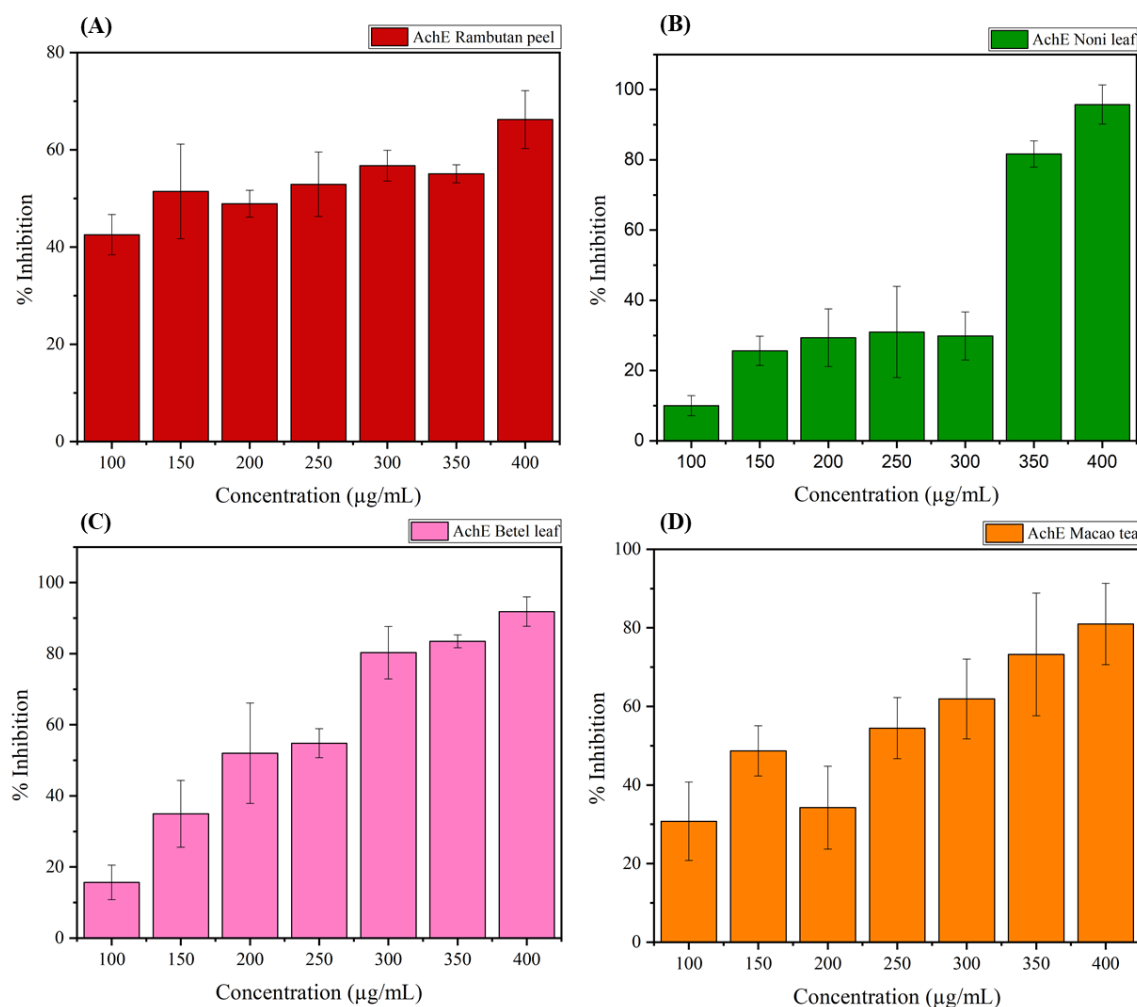 (A)
AchE Rambutan peel
80
60
40
20
0
% Inhibition
100 150 200 250 300 350 400
Concentration (µg/mL)
(B)
AchE Noni leaf
100
80
60
40
20
0
% Inhibition
100 150 200 250 300 350 400
Concentration (µg/mL)
(C)
AchE Betel leaf
100
80
60
40
20
0
% Inhibition
100 150 200 250 300 350 400
Concentration (µg/mL)
(D)
AchE Macao tea
100
80
60
40
20
0
% Inhibition
100 150 200 250 300 350 400
Concentration (µg/mL)